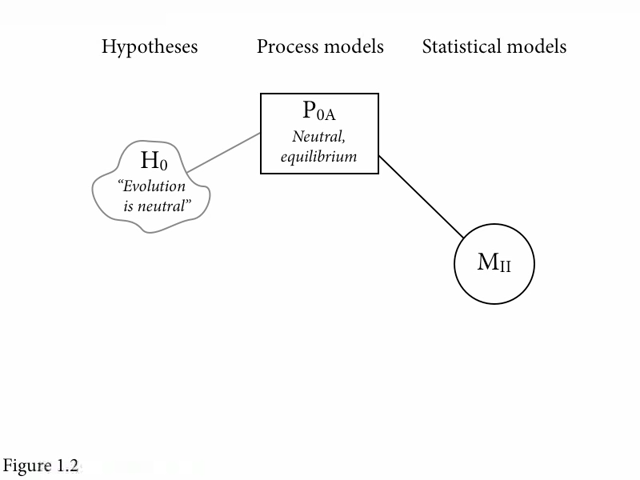 Hypotheses Process models Statistical models
P0A
Neutral,
equilibrium
H0
“Evolution
is neutral”
MII
Figure 1.2